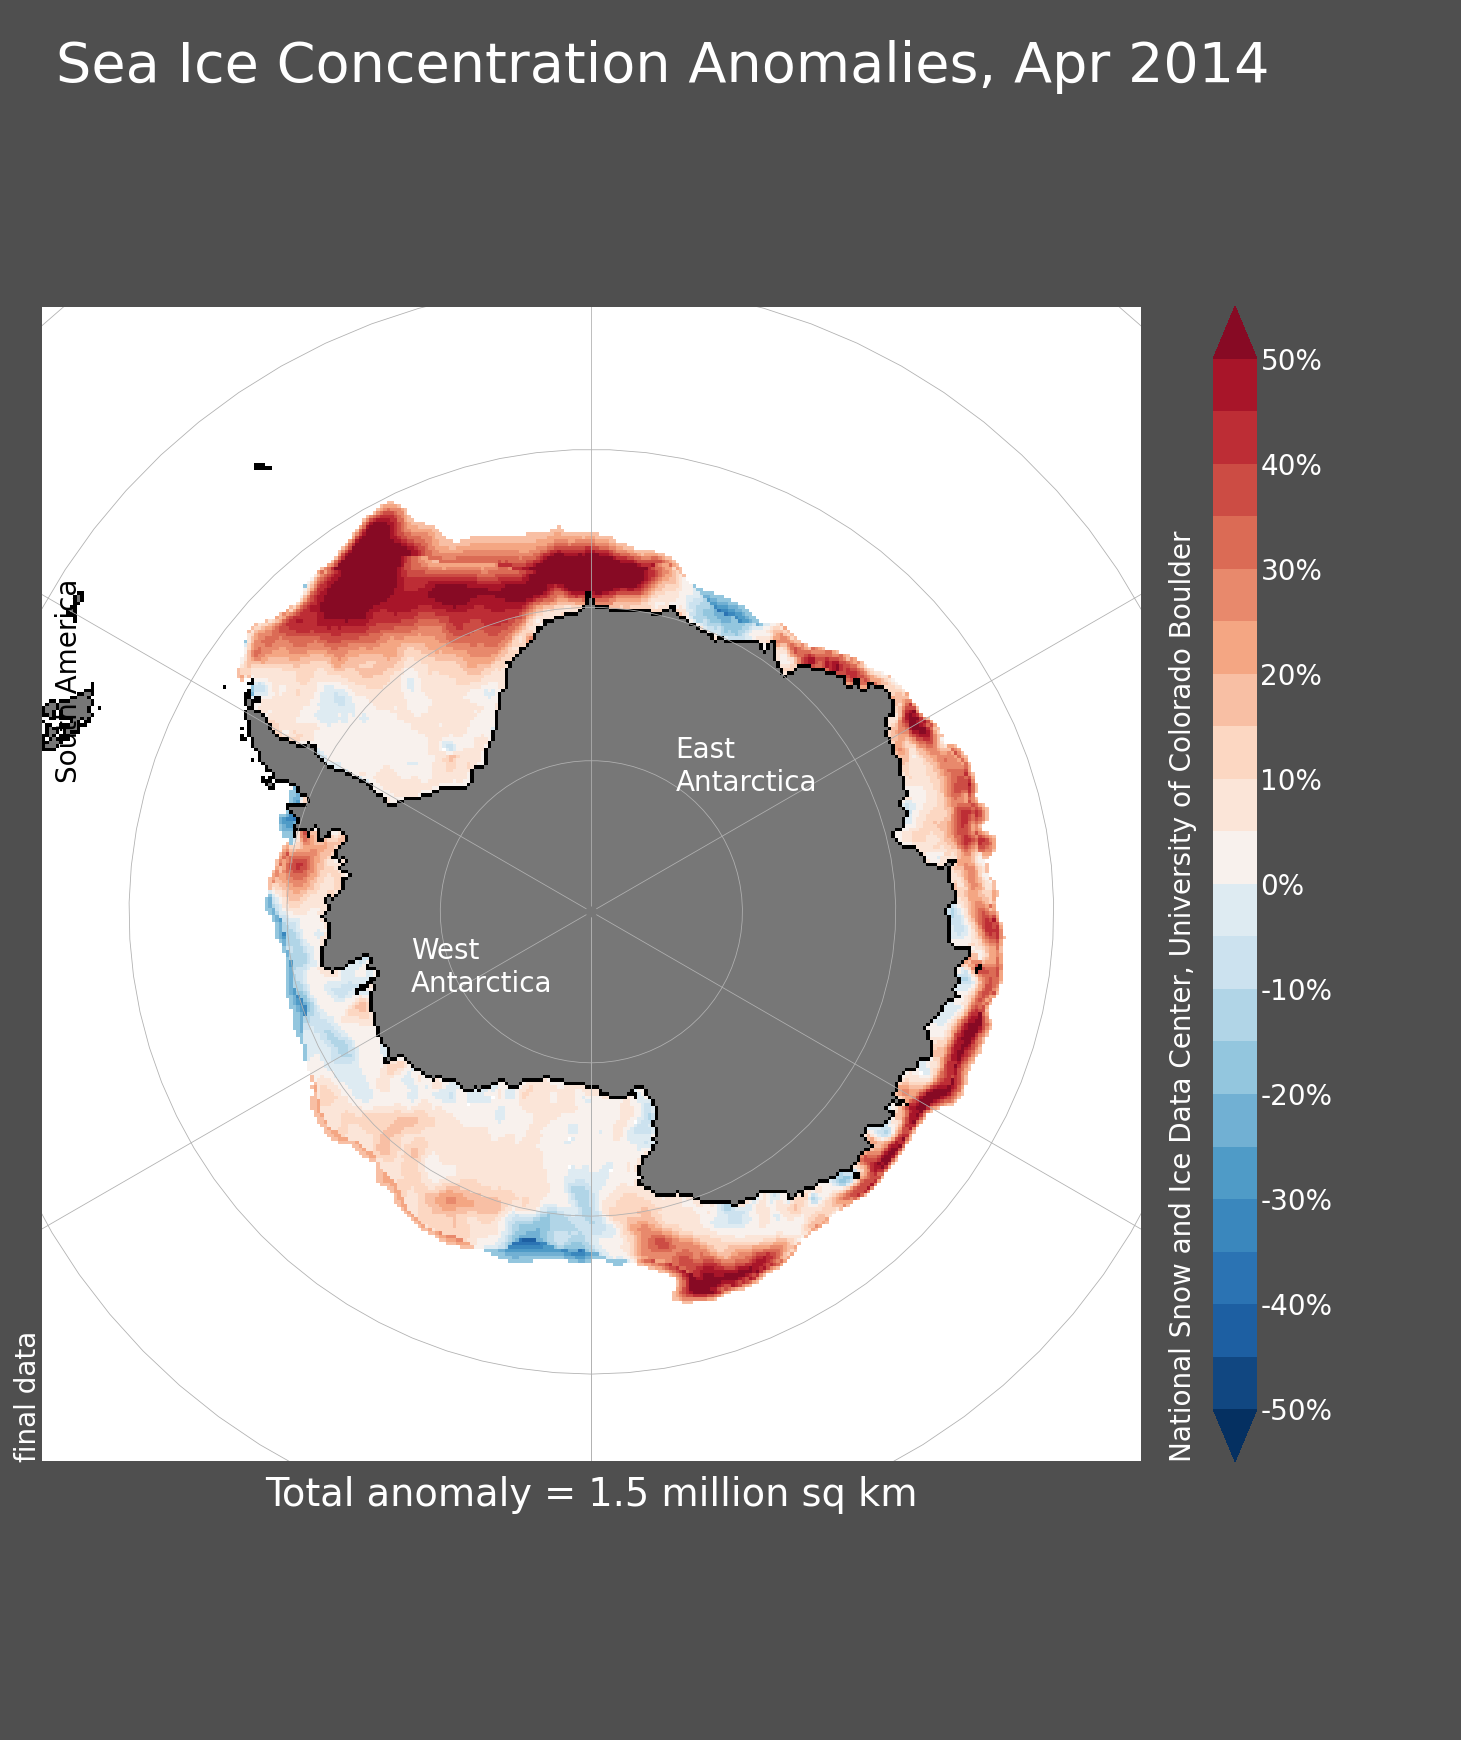 Sea Ice Concentration Anomalies, Apr 2014
South America
East
Antarctica
West
Antarctica
final data
National Snow and Ice Data Center, University of Colorado Boulder
50%
40%
30%
20%
10%
0%
-10%
-20%
-30%
-40%
-50%
Total anomaly = 1.5 million sq km